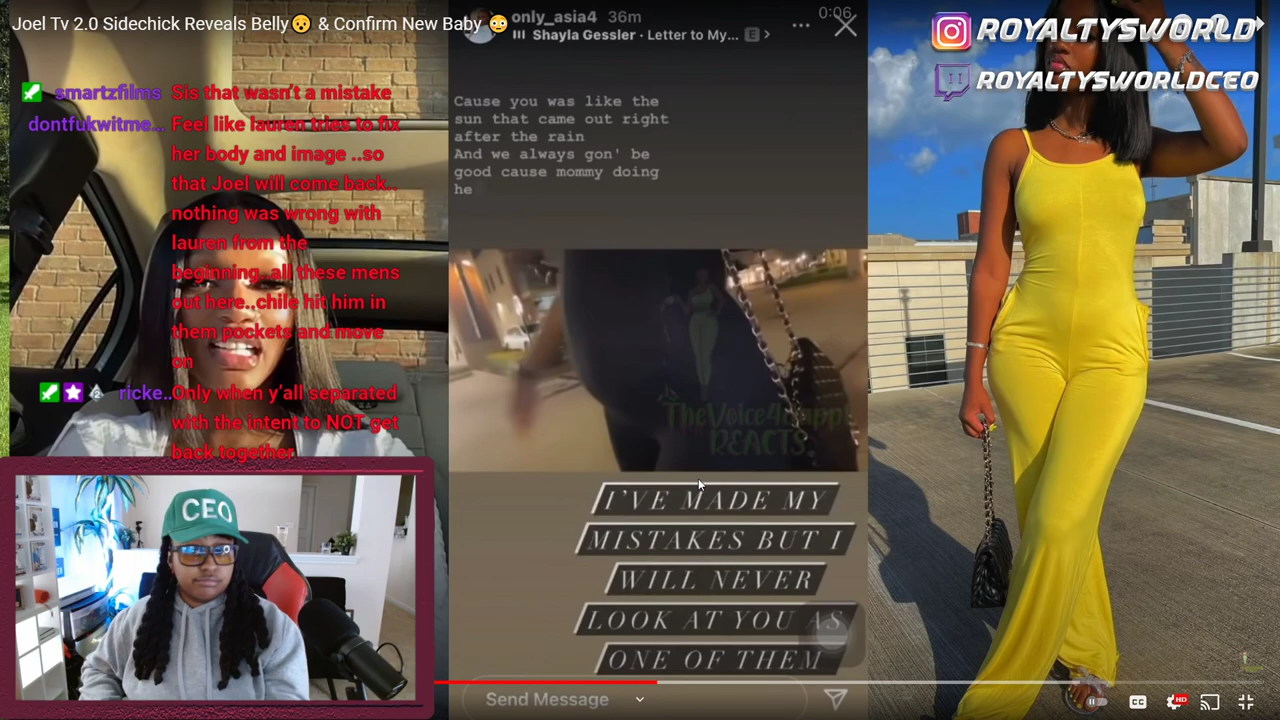 Joel Tv 2.0 Sidechick Reveals Belly😧 & Confirm New Baby 😳
only_asia4 36m
Shayla Gessler · Letter to My... E
0:06
ROYALTYSWORLD
ROYALTYSWORLDCEO
smartzfilms Sis that wasn't a mistake
dontfukwitme... Feel like lauren tries to fix
her body and image ..so
that Joel will come back..
nothing was wrong with
lauren from the
beginning..all these mens
out here..chile hit him in
them pockets and move
on
ricke.. Only when y'all separated
with the intent to NOT get
back together
Cause you was like the
sun that came out right
after the rain
And we always gon' be
good cause mommy doing
he
REACTS
I'VE MADE MY
MISTAKES BUT I
WILL NEVER
LOOK AT YOU AS
ONE OF THEM
Send Message
CEO
CC
HD